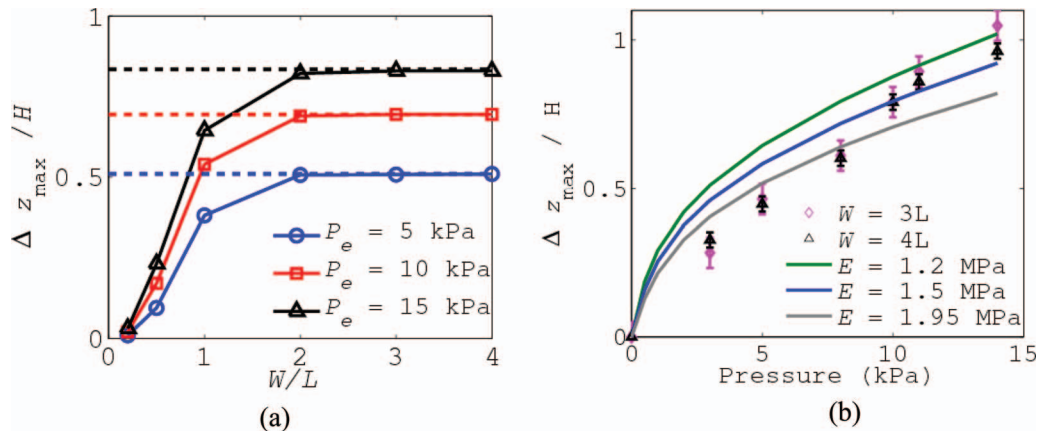 1
0.5
0
Δ z_max / H
0 1 2 3 4
W/L
P_e = 5 kPa
P_e = 10 kPa
P_e = 15 kPa
(a)
1
0.5
0
Δ z_max / H
0 5 10 15
Pressure (kPa)
W = 3L
W = 4L
E = 1.2 MPa
E = 1.5 MPa
E = 1.95 MPa
(b)